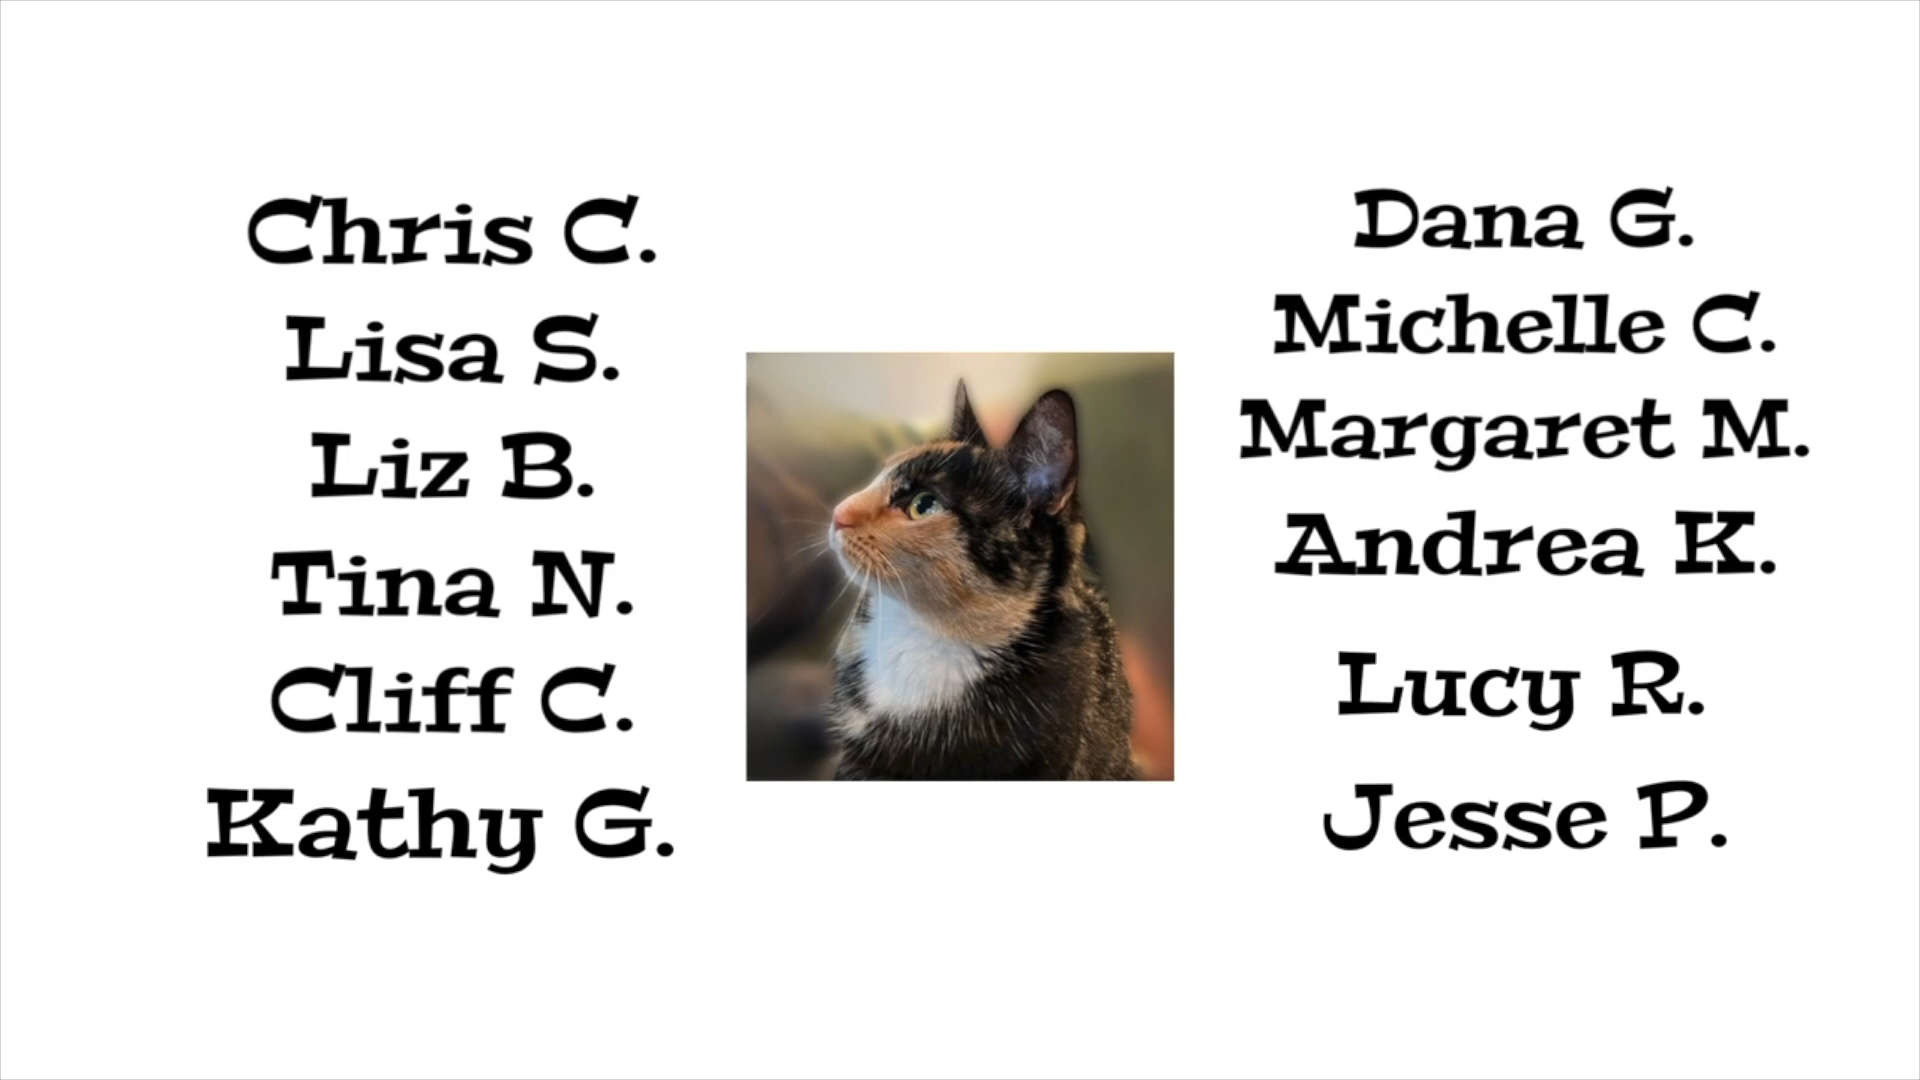 Chris C.
Lisa S.
Liz B.
Tina N.
Cliff C.
Kathy G.
Dana G.
Michelle C.
Margaret M.
Andrea K.
Lucy R.
Jesse P.